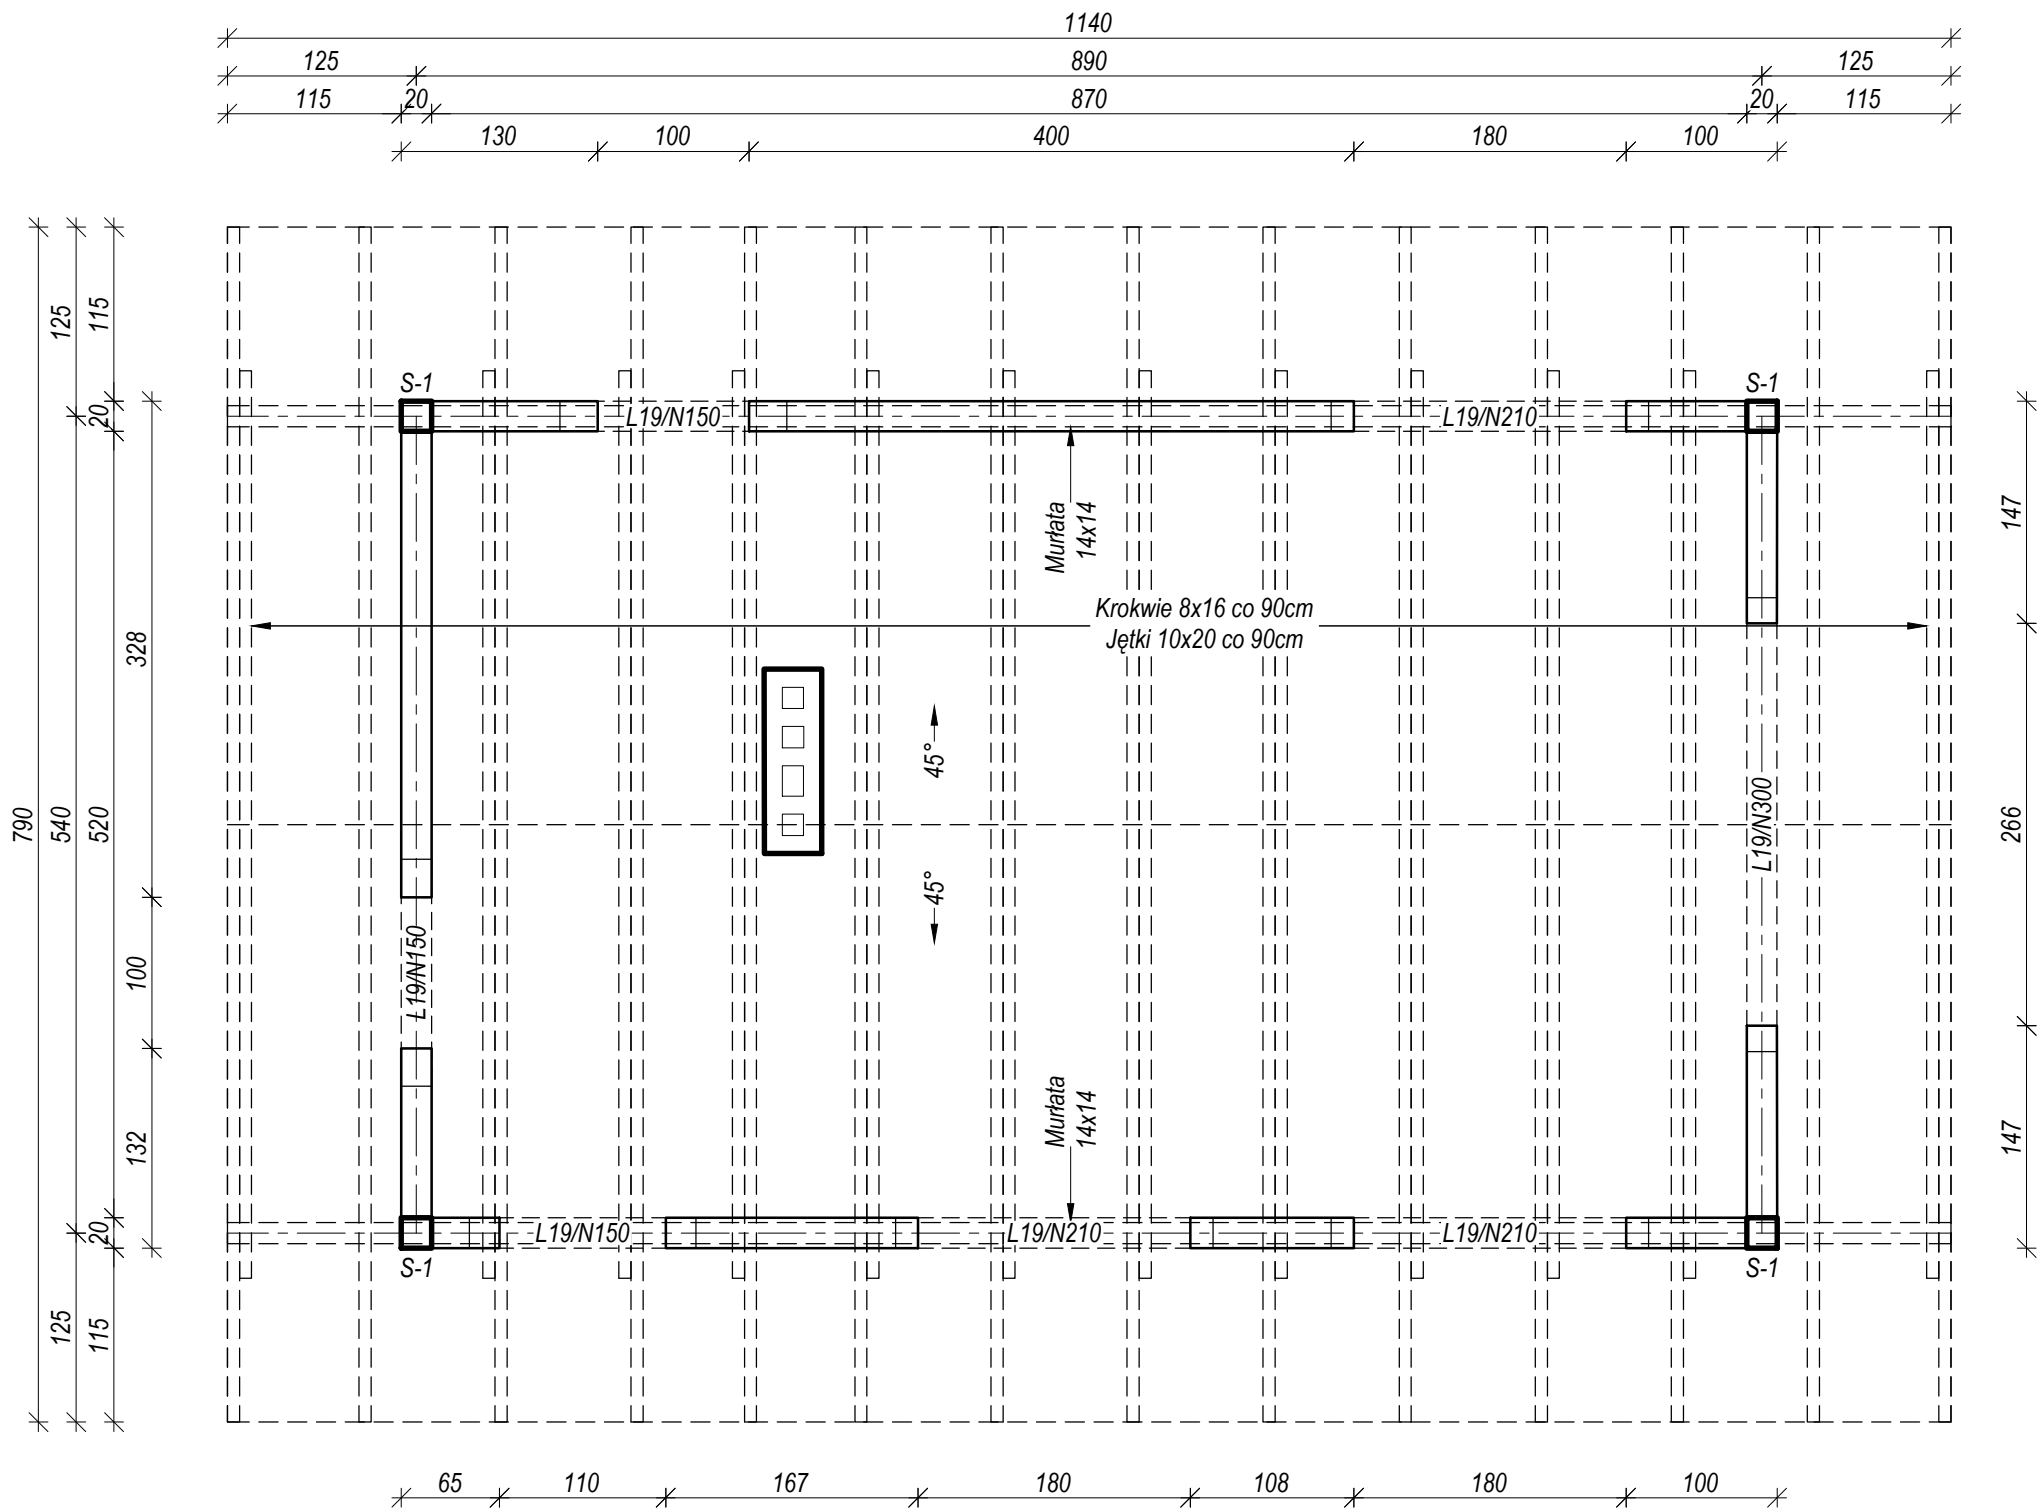 1140
125 890 125
115 20 870 20 115
130 100 400 180 100
S-1 S-1
L19/N150 L19/N210
Murłata
14x14
Krokwie 8x16 co 90cm
Jętki 10x20 co 90cm
45°
45°
L19/N150
L19/N300
Murłata
14x14
L19/N150 L19/N210 L19/N210
S-1 S-1
790
125
540
125
115
20
520
20
115
328
100
132
147
266
147
65 110 167 180 108 180 100